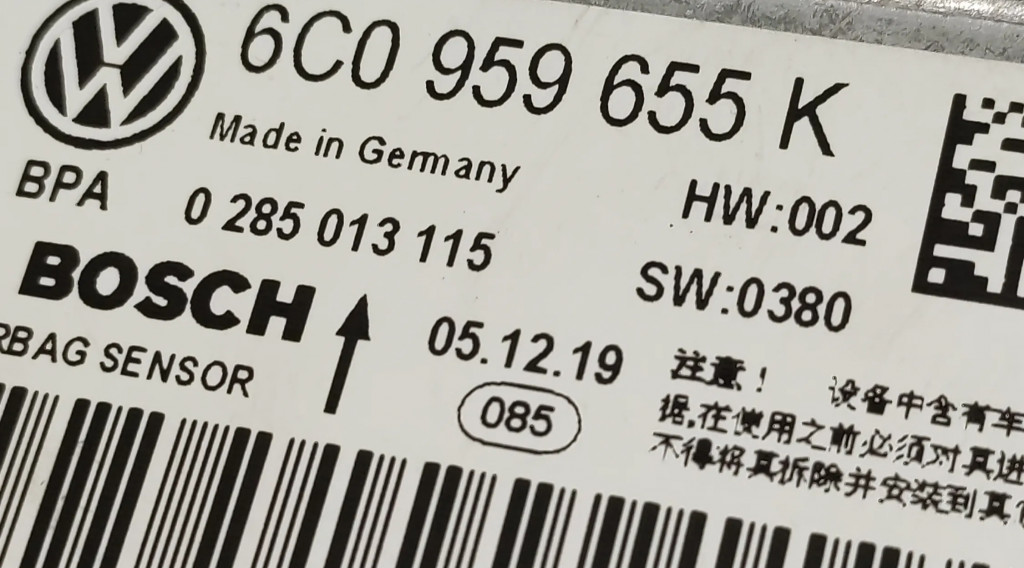 6C0 959 655 K
Made in Germany
BPA 0 285 013 115
HW:002
BOSCH
SW:0380
RBAG SENSOR
05.12.19
085
注意! 设备中含有车
据,在使用之前必须对其进
不得将其拆除并安装到其